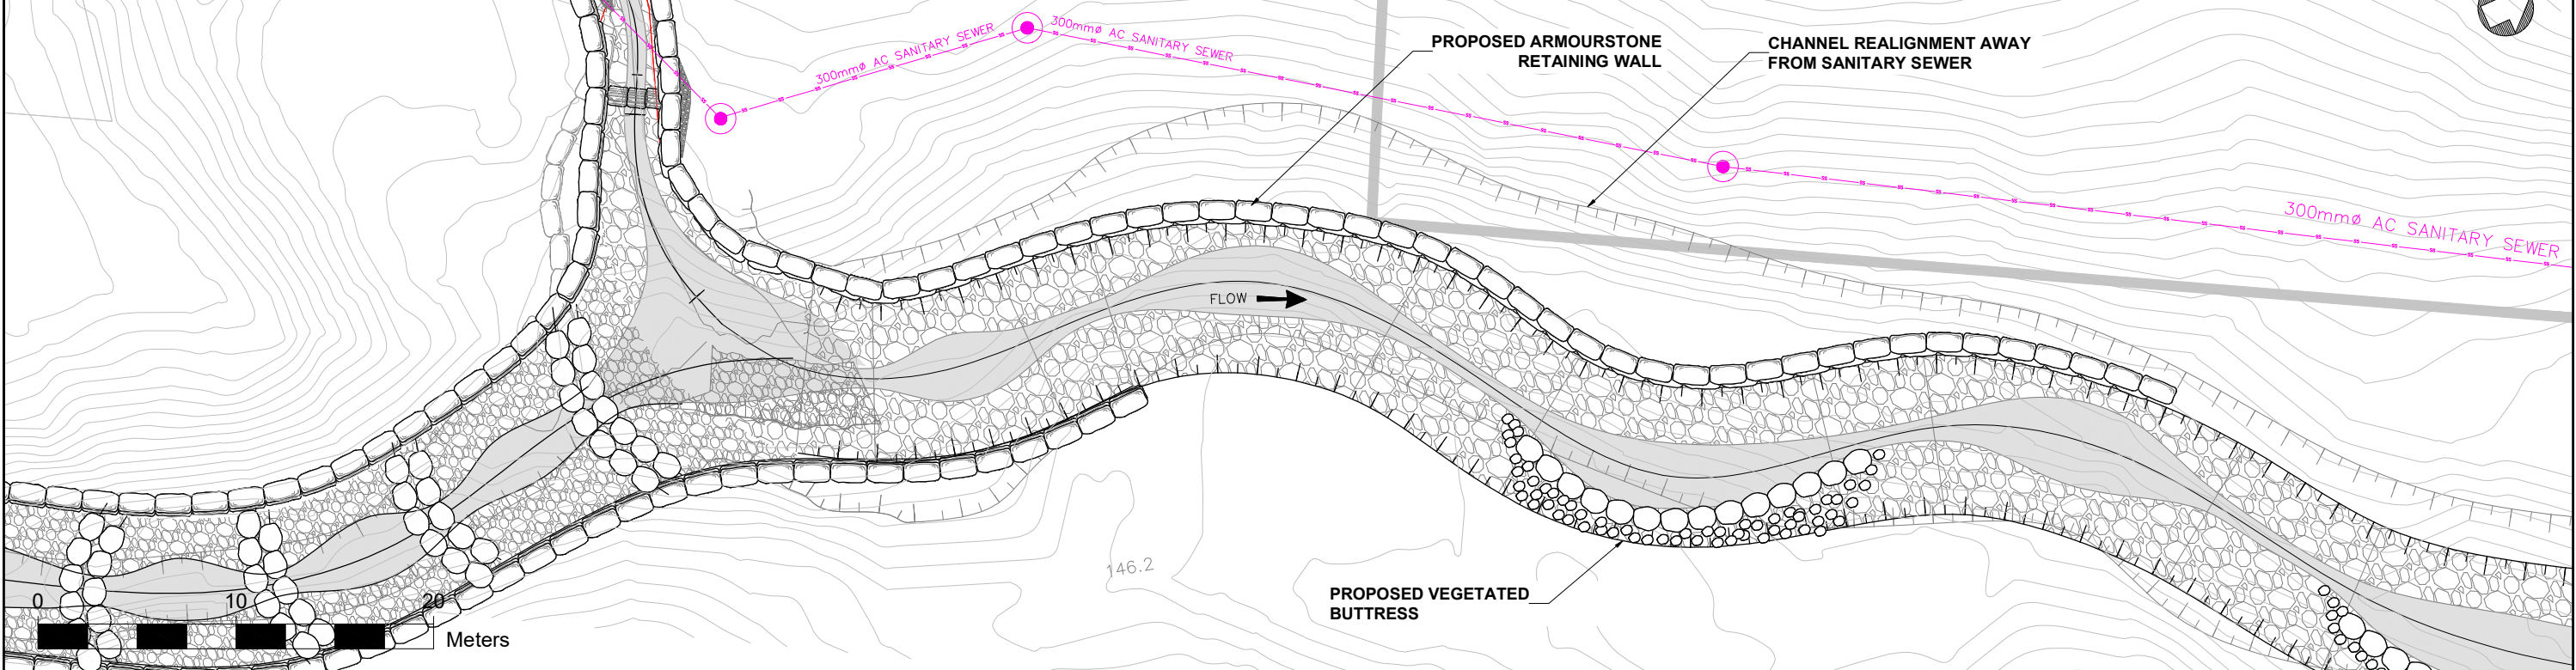 300mmø AC SANITARY SEWER
300mmø AC SANITARY SEWER
PROPOSED ARMOURSTONE
RETAINING WALL
CHANNEL REALIGNMENT AWAY
FROM SANITARY SEWER
300mmø AC SANITARY SEWER
FLOW
146.2
PROPOSED VEGETATED
BUTTRESS
0 10 20
Meters